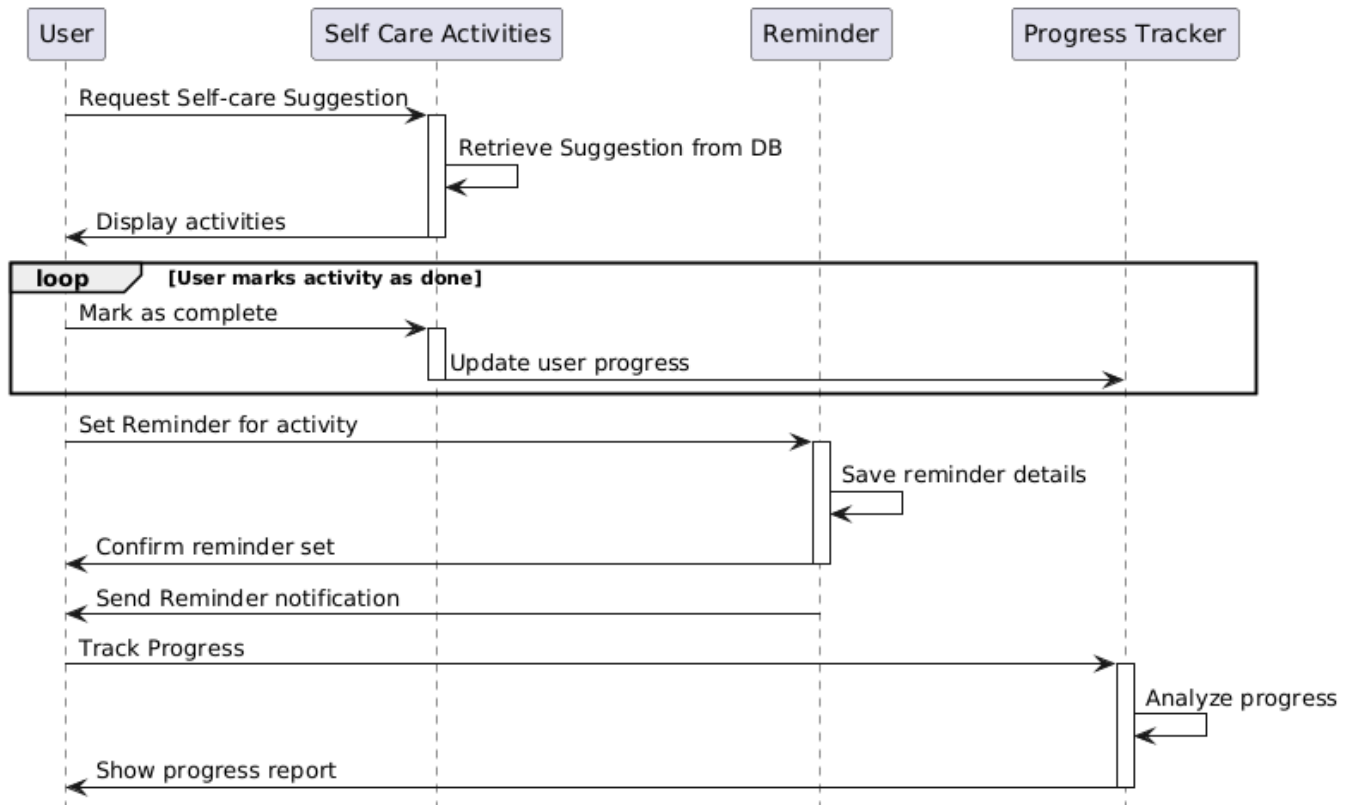 User
Self Care Activities
Reminder
Progress Tracker
Request Self-care Suggestion
Retrieve Suggestion from DB
Display activities
loop
[User marks activity as done]
Mark as complete
Update user progress
Set Reminder for activity
Save reminder details
Confirm reminder set
Send Reminder notification
Track Progress
Analyze progress
Show progress report